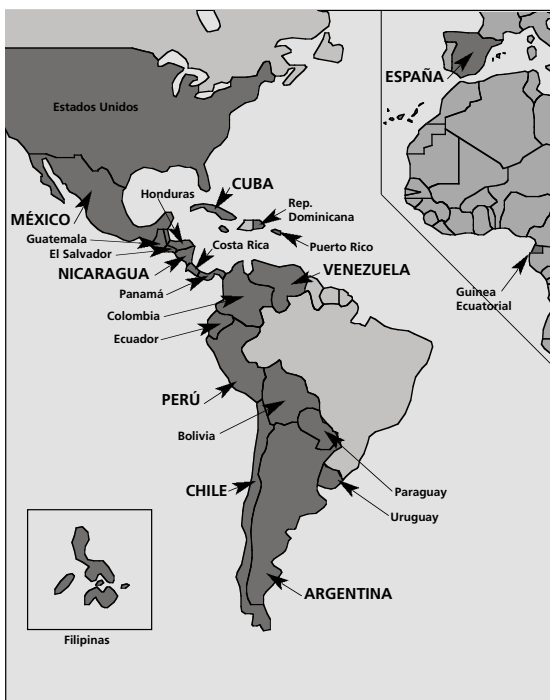 ESPAÑA
Estados Unidos
Honduras
CUBA
Rep.
Dominicana
MÉXICO
Guatemala
Costa Rica
Puerto Rico
El Salvador
NICARAGUA
VENEZUELA
Panamá
Guinea
Ecuatorial
Colombia
Ecuador
PERÚ
Bolivia
CHILE
Paraguay
Uruguay
ARGENTINA
Filipinas